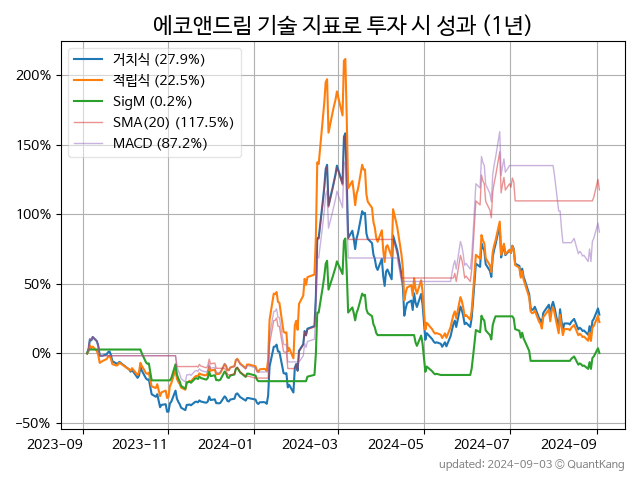 에코앤드림 기술 지표로 투자 시 성과 (1년)
거치식 (27.9%)
적립식 (22.5%)
SigM (0.2%)
SMA(20) (117.5%)
MACD (87.2%)
200%
150%
100%
50%
0%
−50%
2023-09 2023-11 2024-01 2024-03 2024-05 2024-07 2024-09
updated: 2024-09-03 © QuantKang